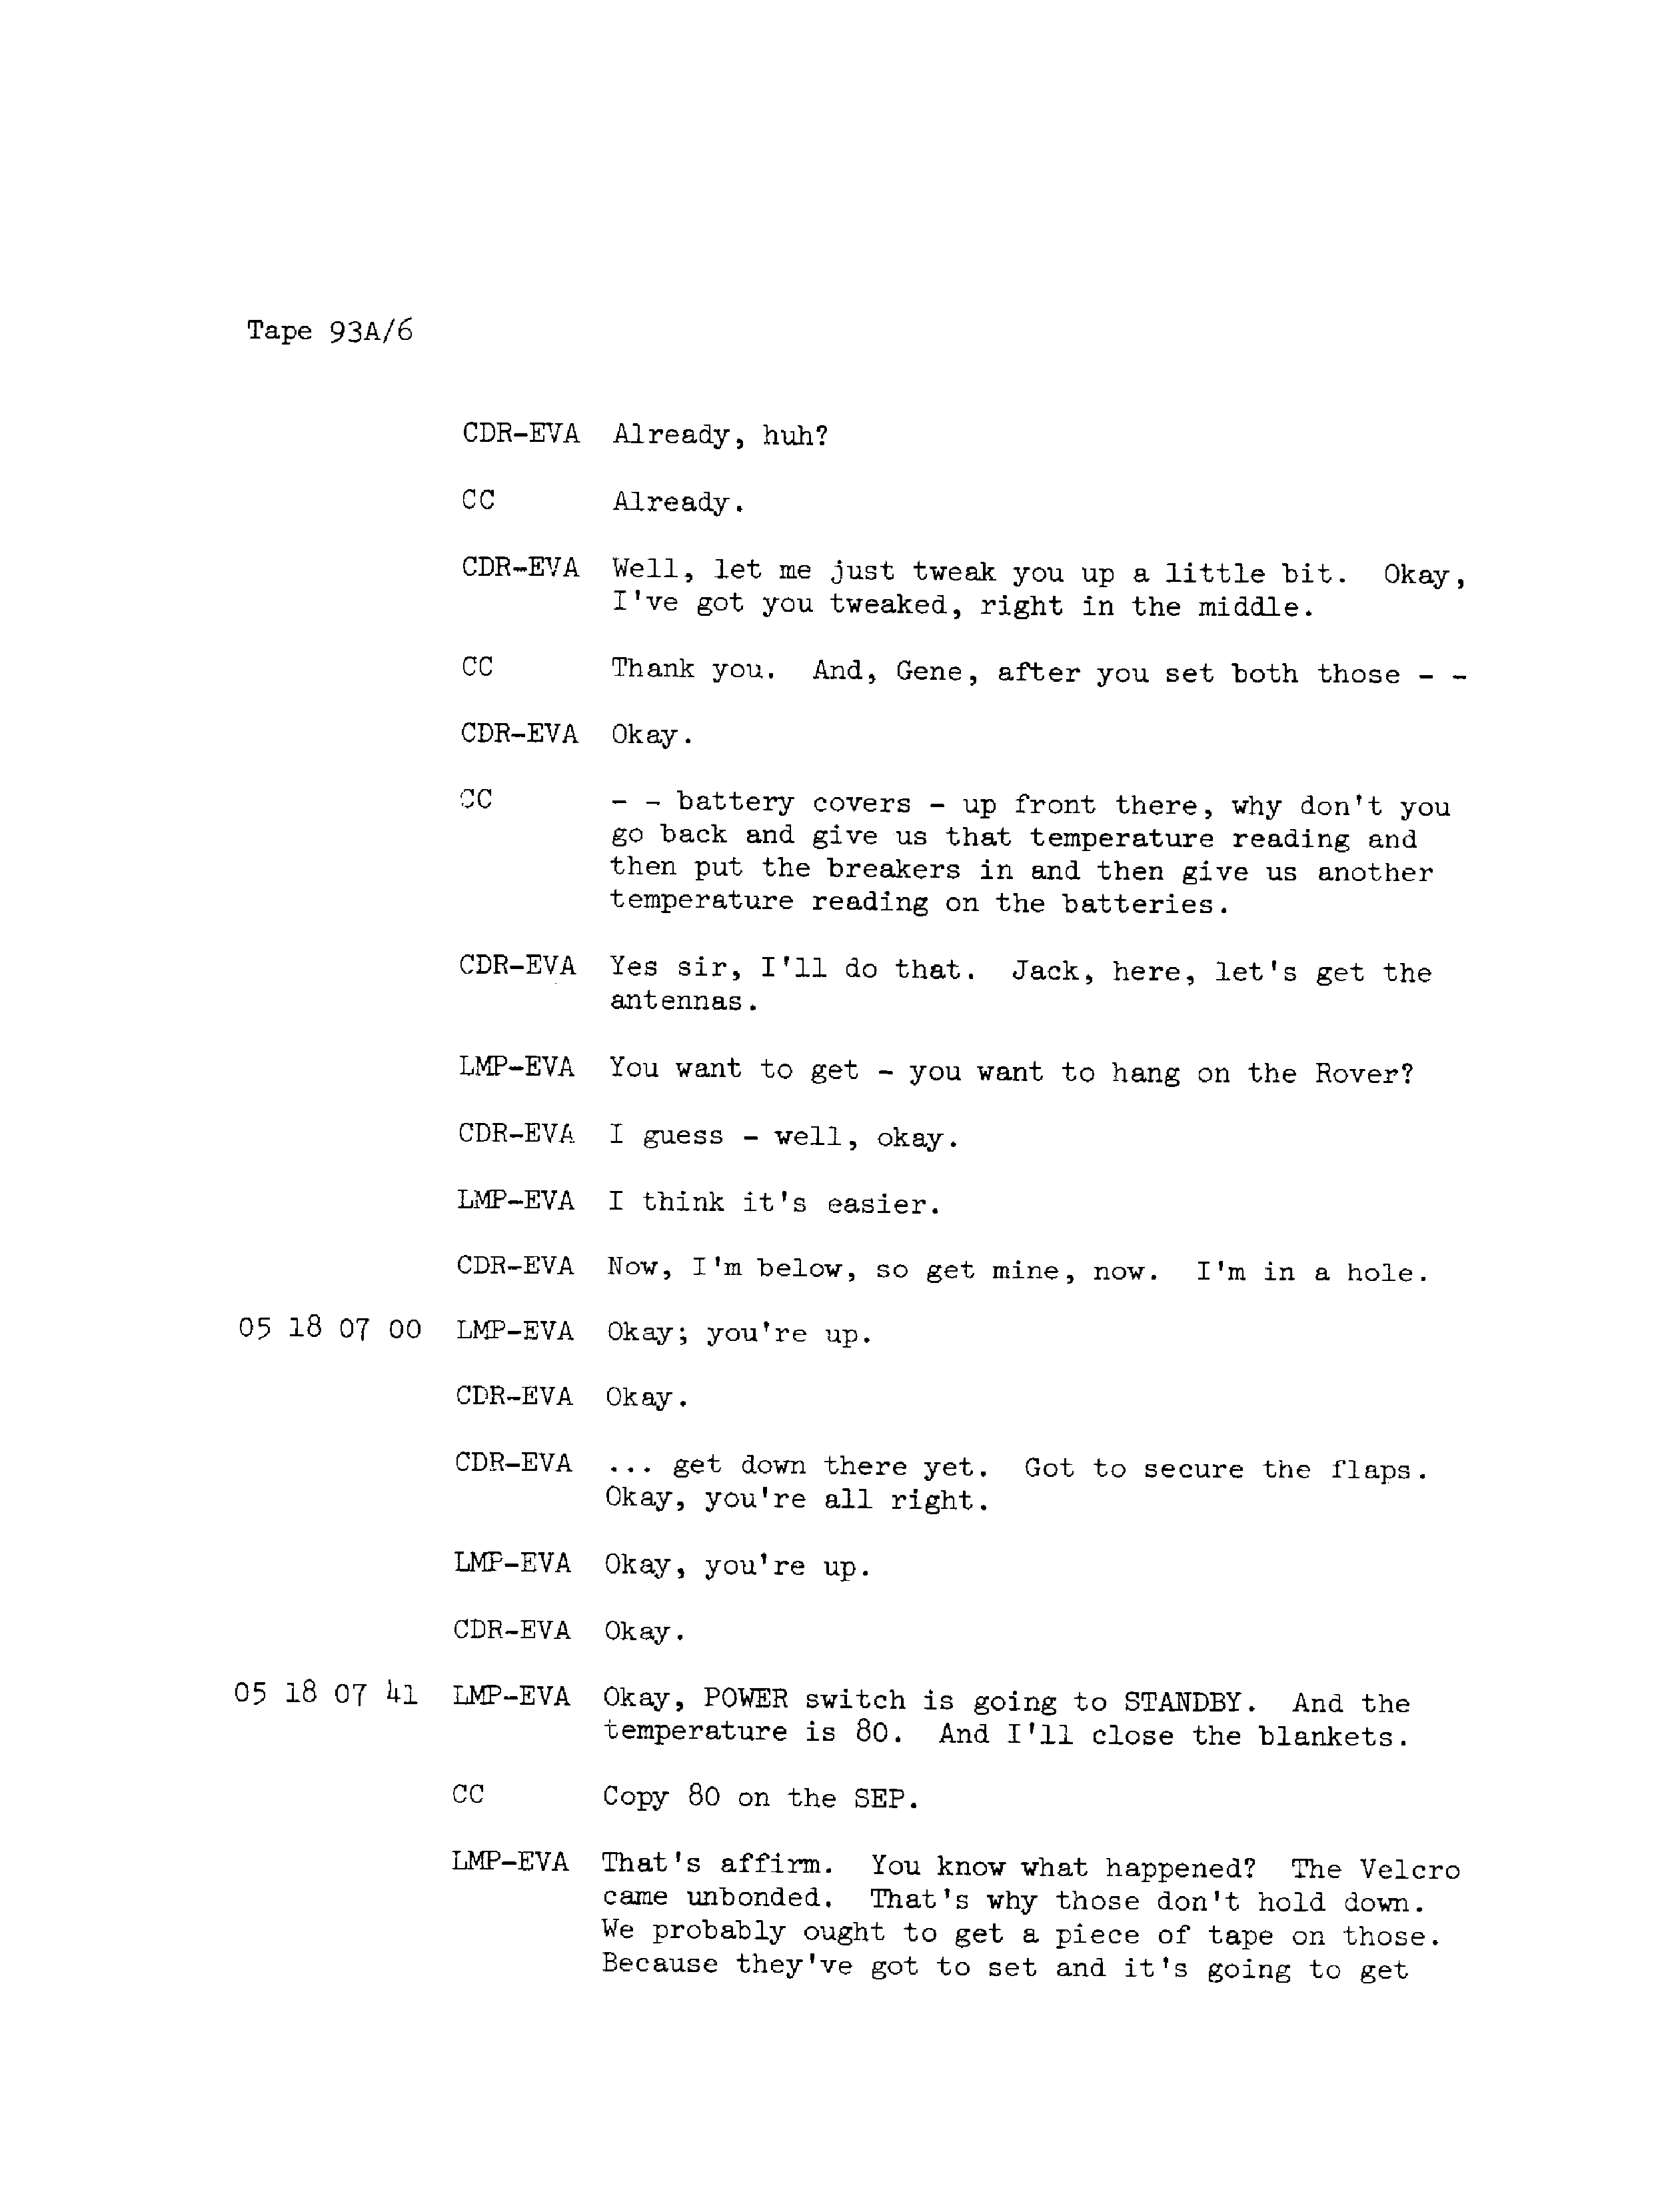 Tape 93A/6
CDR-EVA Already, huh?
CC Already.
CDR-EVA Well, let me just tweak you up a little bit. Okay,
I've got you tweaked, right in the middle.
CC Thank you. And, Gene, after you set both those - -
CDR-EVA Okay.
CC - - battery covers - up front there, why don't you
go back and give us that temperature reading and
then put the breakers in and then give us another
temperature reading on the batteries.
CDR-EVA Yes sir, I'll do that. Jack, here, let's get the
antennas.
LMP-EVA You want to get - you want to hang on the Rover?
CDR-EVA I guess - well, okay.
LMP-EVA I think it's easier.
CDR-EVA Now, I'm below, so get mine, now. I'm in a hole.
05 18 07 00 LMP-EVA Okay; you're up.
CDR-EVA Okay.
CDR-EVA ... get down there yet. Got to secure the flaps.
Okay, you're all right.
LMP-EVA Okay, you're up.
CDR-EVA Okay.
05 18 07 41 LMP-EVA Okay, POWER switch is going to STANDBY. And the
temperature is 80. And I'll close the blankets.
CC Copy 80 on the SEP.
LMP-EVA That's affirm. You know what happened? The Velcro
came unbonded. That's why those don't hold down.
We probably ought to get a piece of tape on those.
Because they've got to set and it's going to get